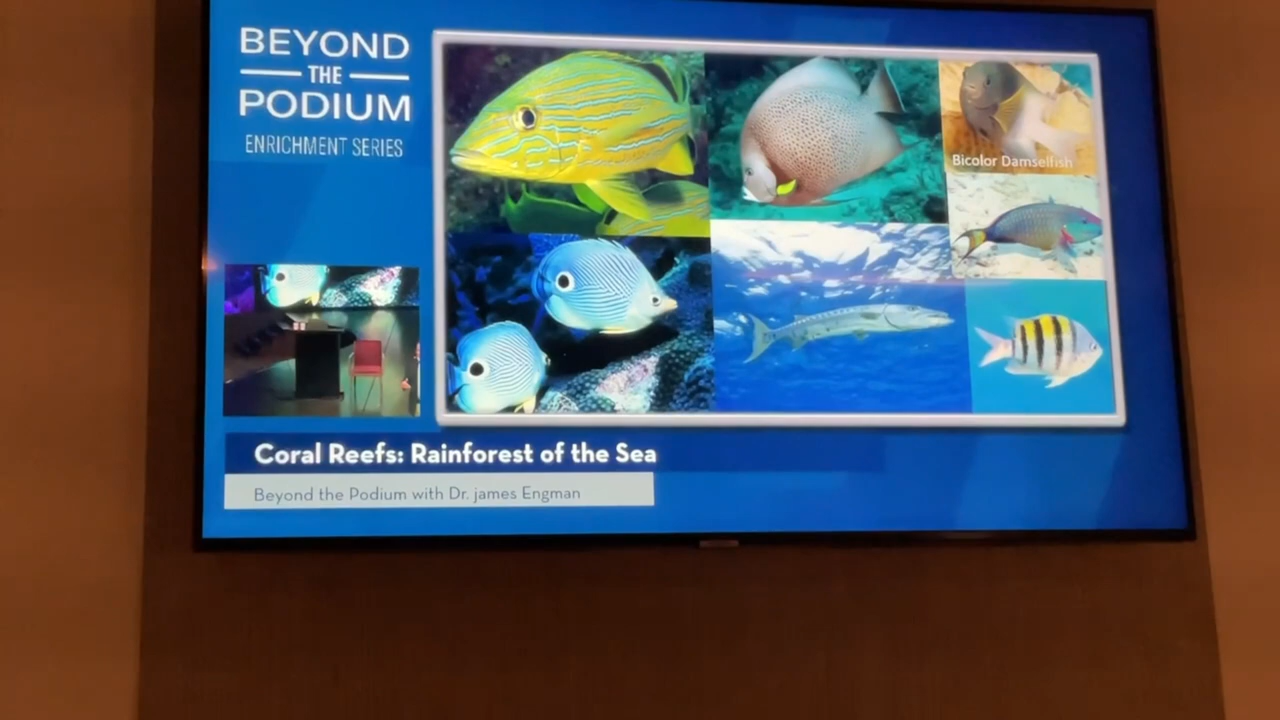 BEYOND
THE
PODIUM
ENRICHMENT SERIES
Bicolor Damselfish
Coral Reefs: Rainforest of the Sea
Beyond the Podium with Dr. james Engman